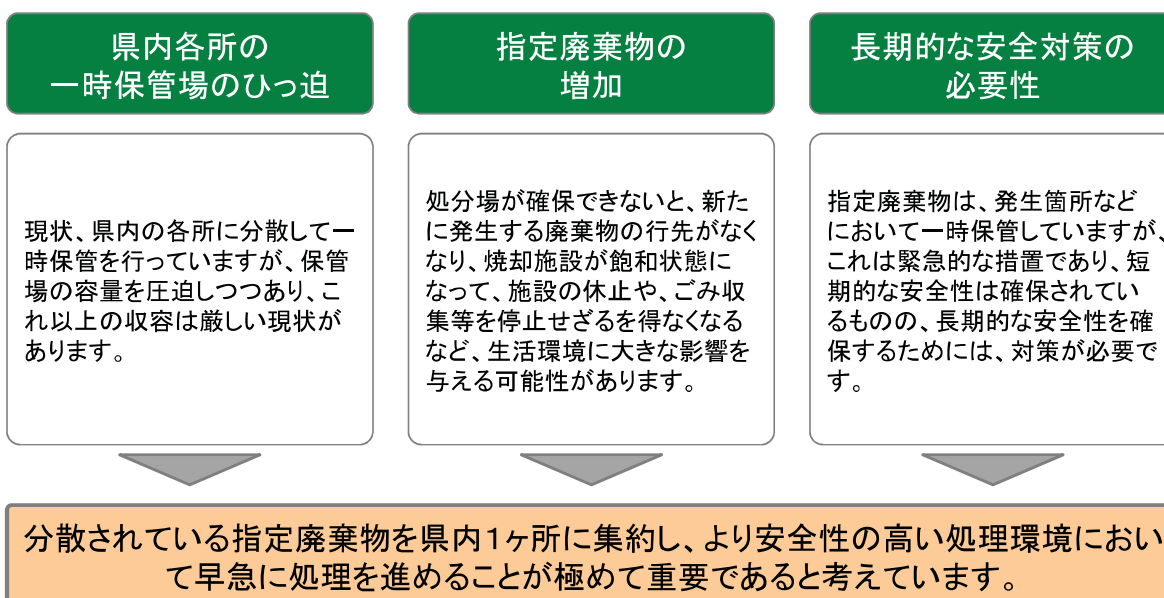 県内各所の
一時保管場のひっ迫
現状、県内の各所に分散して一
時保管を行っていますが、保管
場の容量を圧迫しつつあり、こ
れ以上の収容は厳しい現状が
あります。
指定廃棄物の
増加
処分場が確保できないと、新た
に発生する廃棄物の行先がなく
なり、焼却施設が飽和状態に
なって、施設の休止や、ごみ収
集等を停止せざるを得なくなる
など、生活環境に大きな影響を
与える可能性があります。
長期的な安全対策の
必要性
指定廃棄物は、発生箇所など
において一時保管していますが、
これは緊急的な措置であり、短
期的な安全性は確保されてい
るものの、長期的な安全性を確
保するためには、対策が必要で
す。
分散されている指定廃棄物を県内1ヶ所に集約し、より安全性の高い処理環境におい
て早急に処理を進めることが極めて重要であると考えています。